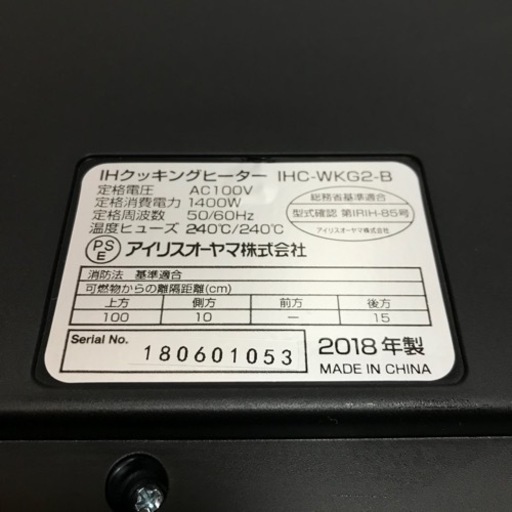 IHクッキングヒーター IHC-WKG2-B
定格電圧 AC100V
定格消費電力 1400W
定格周波数 50/60Hz
温度ヒューズ 240℃/240℃
総務省基準適合
型式確認 第IRIH-85号
アイリスオーヤマ株式会社
PSE アイリスオーヤマ株式会社
消防法 基準適合
可燃物からの離隔距離(cm)
上方 側方 前方 後方
100 10 — 15
Serial No. 180601053
2018年製
MADE IN CHINA